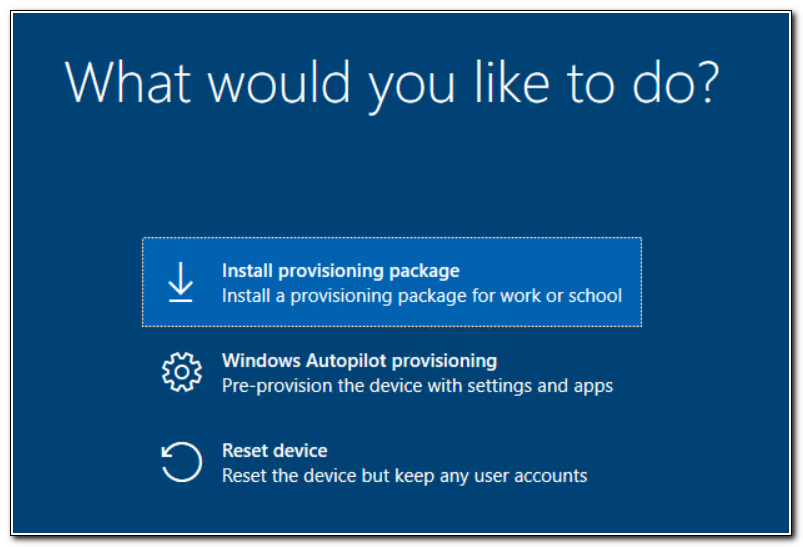 What would you like to do?
Install provisioning package
Install a provisioning package for work or school
Windows Autopilot provisioning
Pre-provision the device with settings and apps
Reset device
Reset the device but keep any user accounts